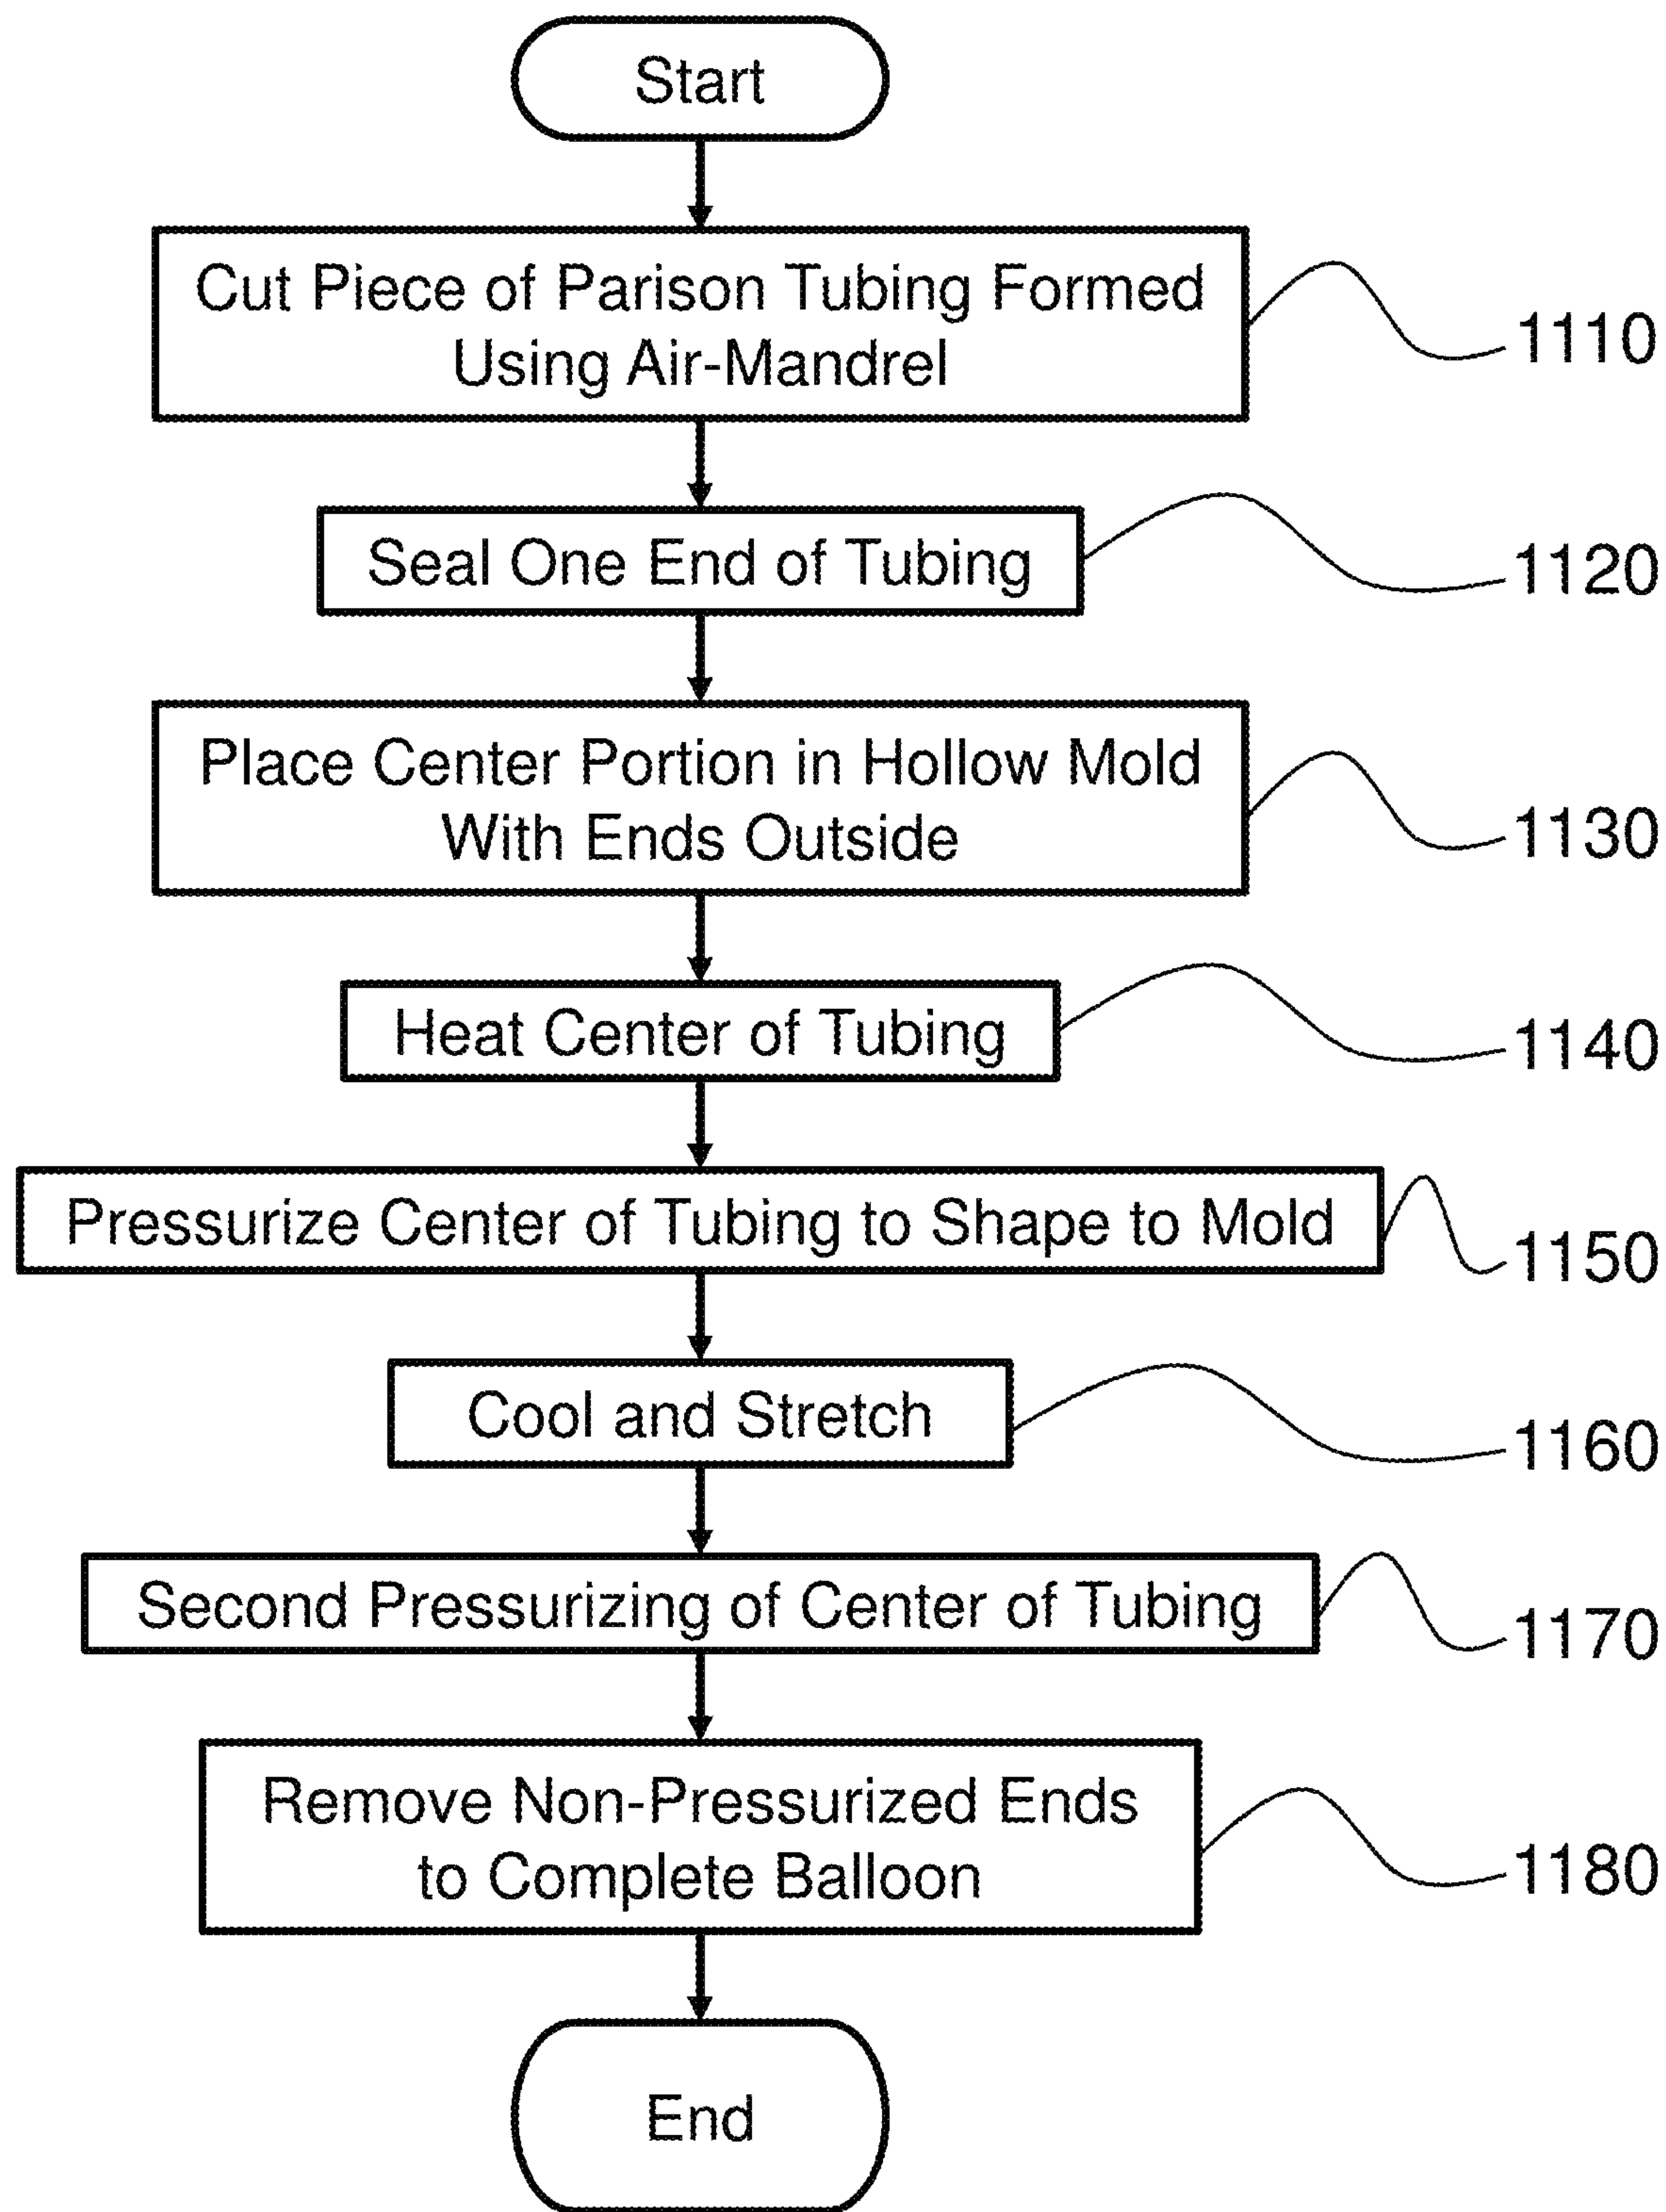 Start
Cut Piece of Parison Tubing Formed
Using Air-Mandrel
1110
Seal One End of Tubing
1120
Place Center Portion in Hollow Mold
With Ends Outside
1130
Heat Center of Tubing
1140
Pressurize Center of Tubing to Shape to Mold
1150
Cool and Stretch
1160
Second Pressurizing of Center of Tubing
1170
Remove Non-Pressurized Ends
to Complete Balloon
1180
End